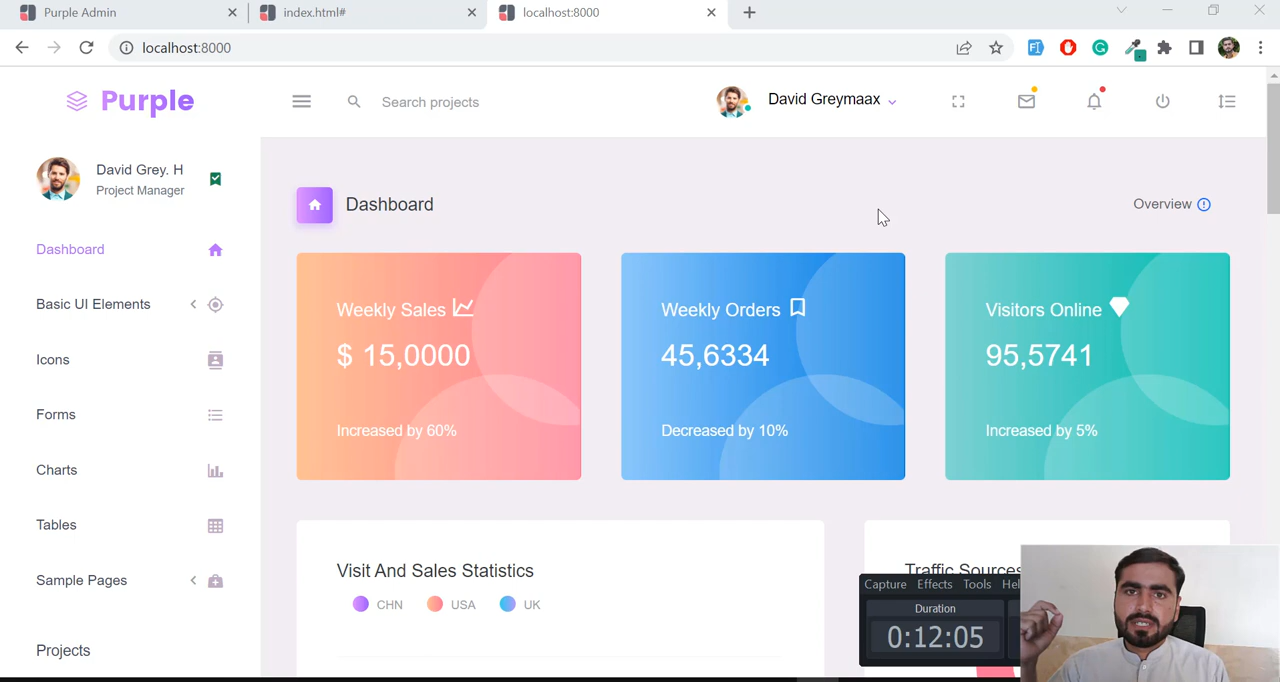 Purple Admin
index.html#
localhost:8000
localhost:8000
Purple
Search projects
David Greymaax
David Grey. H
Project Manager
Dashboard
Basic UI Elements
Icons
Forms
Charts
Tables
Sample Pages
Projects
Dashboard
Overview
Weekly Sales
$ 15,0000
Increased by 60%
Weekly Orders
45,6334
Decreased by 10%
Visitors Online
95,5741
Increased by 5%
Visit And Sales Statistics
CHN USA UK
Traffic Sources
Capture Effects Tools
Duration
0:12:05